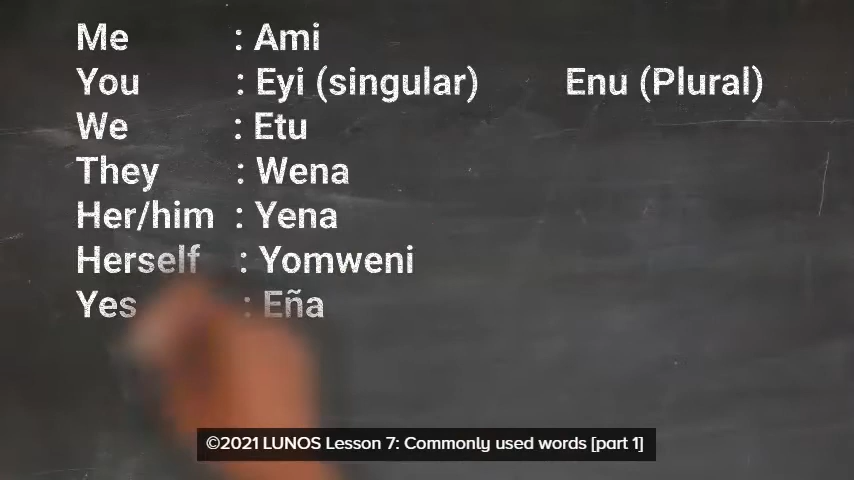 Me : Ami
You : Eyi (singular) Enu (Plural)
We : Etu
They : Wena
Her/him : Yena
Herself : Yomweni
Yes : Eña
©2021 LUNOS Lesson 7: Commonly used words [part 1]